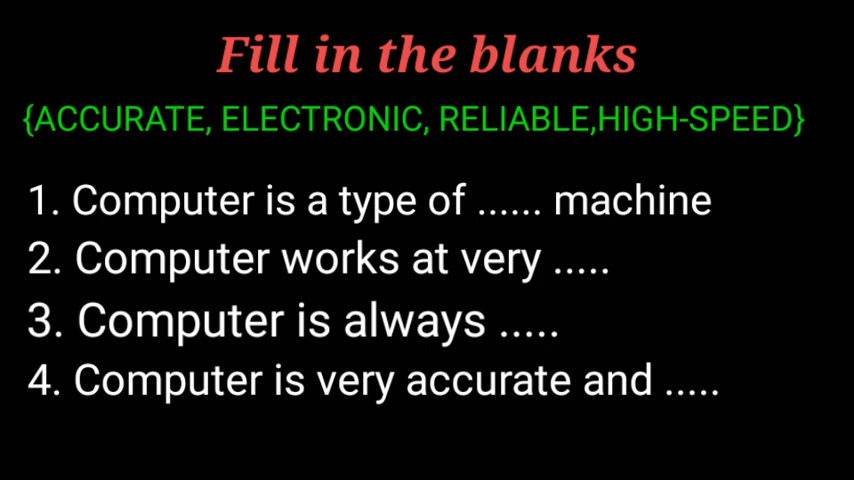 Fill in the blanks
{ACCURATE, ELECTRONIC, RELIABLE,HIGH-SPEED}
1. Computer is a type of ...... machine
2. Computer works at very .....
3. Computer is always .....
4. Computer is very accurate and .....